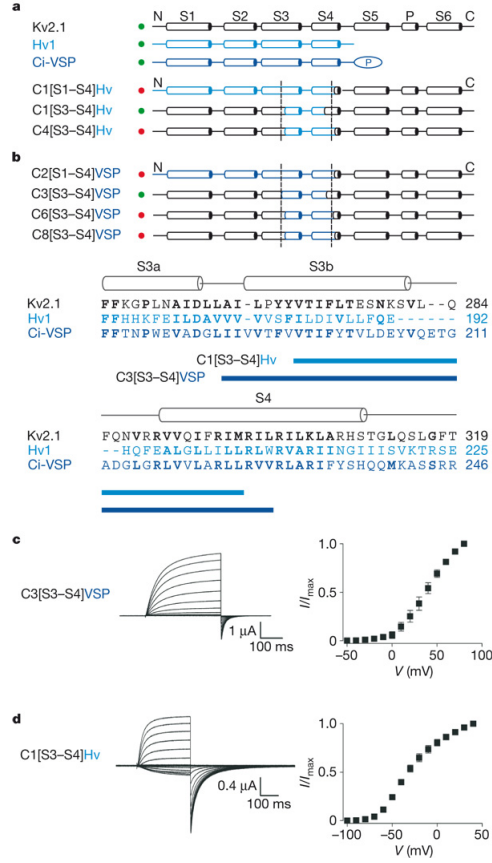 a
N S1 S2 S3 S4 S5 P S6 C
Kv2.1
Hv1
Ci-VSP P
N C
C1[S1–S4]Hv
C1[S3–S4]Hv
C4[S3–S4]Hv
b
N C
C2[S1–S4]VSP
C3[S3–S4]VSP
C6[S3–S4]VSP
C8[S3–S4]VSP
S3a S3b
Kv2.1 FFKGPLNAIDLLAI-LPYYVTIFLTESNKSVL--Q 284
Hv1 FFHHKFEILDAVVVV-VVSFILDIVLLFQE------ 192
Ci-VSP FFTNPWEVADGLIIVVTFVVTIFYTVLDEYVQETG 211
C1[S3–S4]Hv
C3[S3–S4]VSP
S4
Kv2.1 FQNVRRVVQIFRIMRILRILKLARHSTGLQSLGFT 319
Hv1 --HQFEALGLLILLRLWRVARIINGIIISVKTRSE 225
Ci-VSP ADGLGRLVVLARLLRVVRLARIFYSHQQMKASSRR 246
c
C3[S3–S4]VSP
1 μA
100 ms
I/Imax
1.0
0.5
0
–50 0 50 100
V (mV)
d
C1[S3–S4]Hv
0.4 μA
100 ms
I/Imax
1.0
0.5
0
–100 –50 0 50
V (mV)